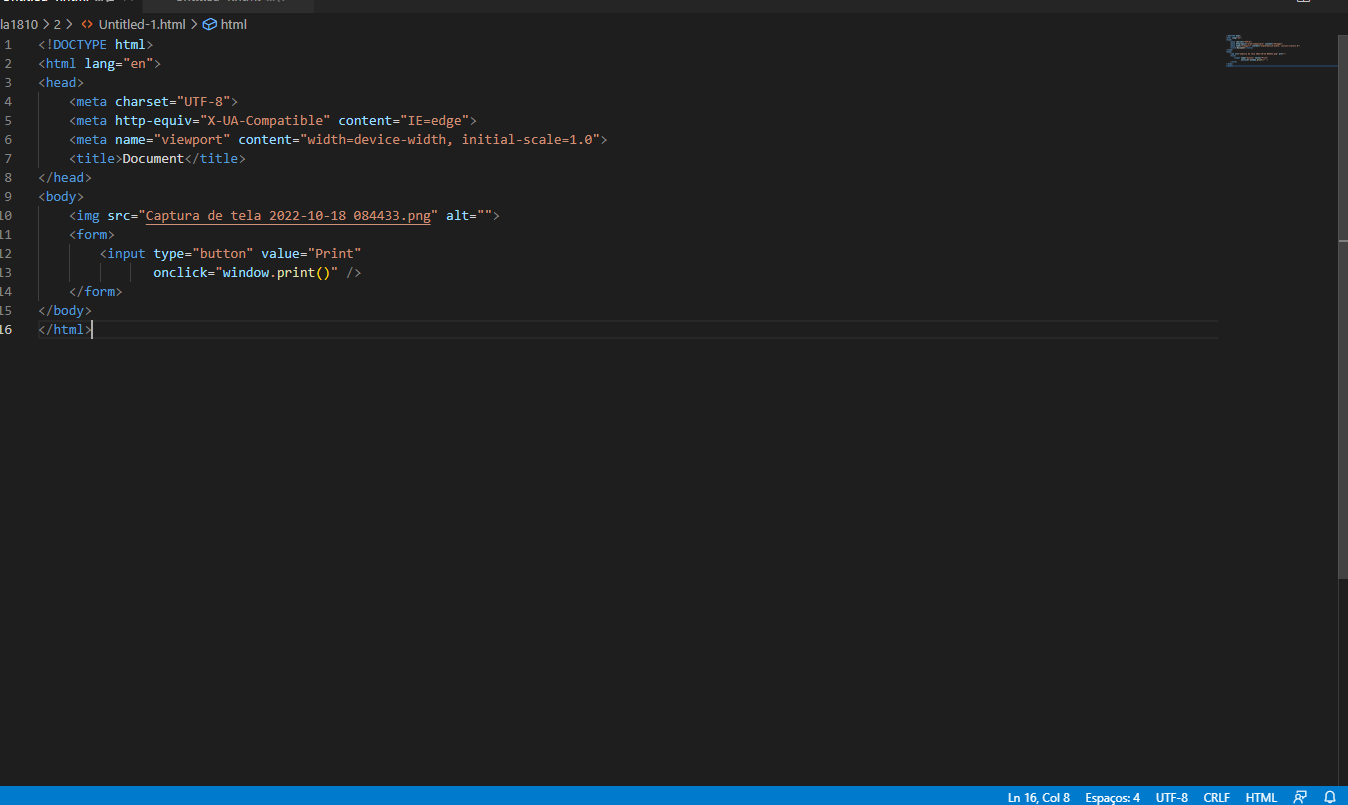 la1810 > 2 > <> Untitled-1.html > html
1 <!DOCTYPE html>
2 <html lang="en">
3 <head>
4 <meta charset="UTF-8">
5 <meta http-equiv="X-UA-Compatible" content="IE=edge">
6 <meta name="viewport" content="width=device-width, initial-scale=1.0">
7 <title>Document</title>
8 </head>
9 <body>
10 <img src="Captura de tela 2022-10-18 084433.png" alt="">
11 <form>
12 <input type="button" value="Print"
13 onclick="window.print()" />
14 </form>
15 </body>
16 </html>
Ln 16, Col 8 Espaços: 4 UTF-8 CRLF HTML